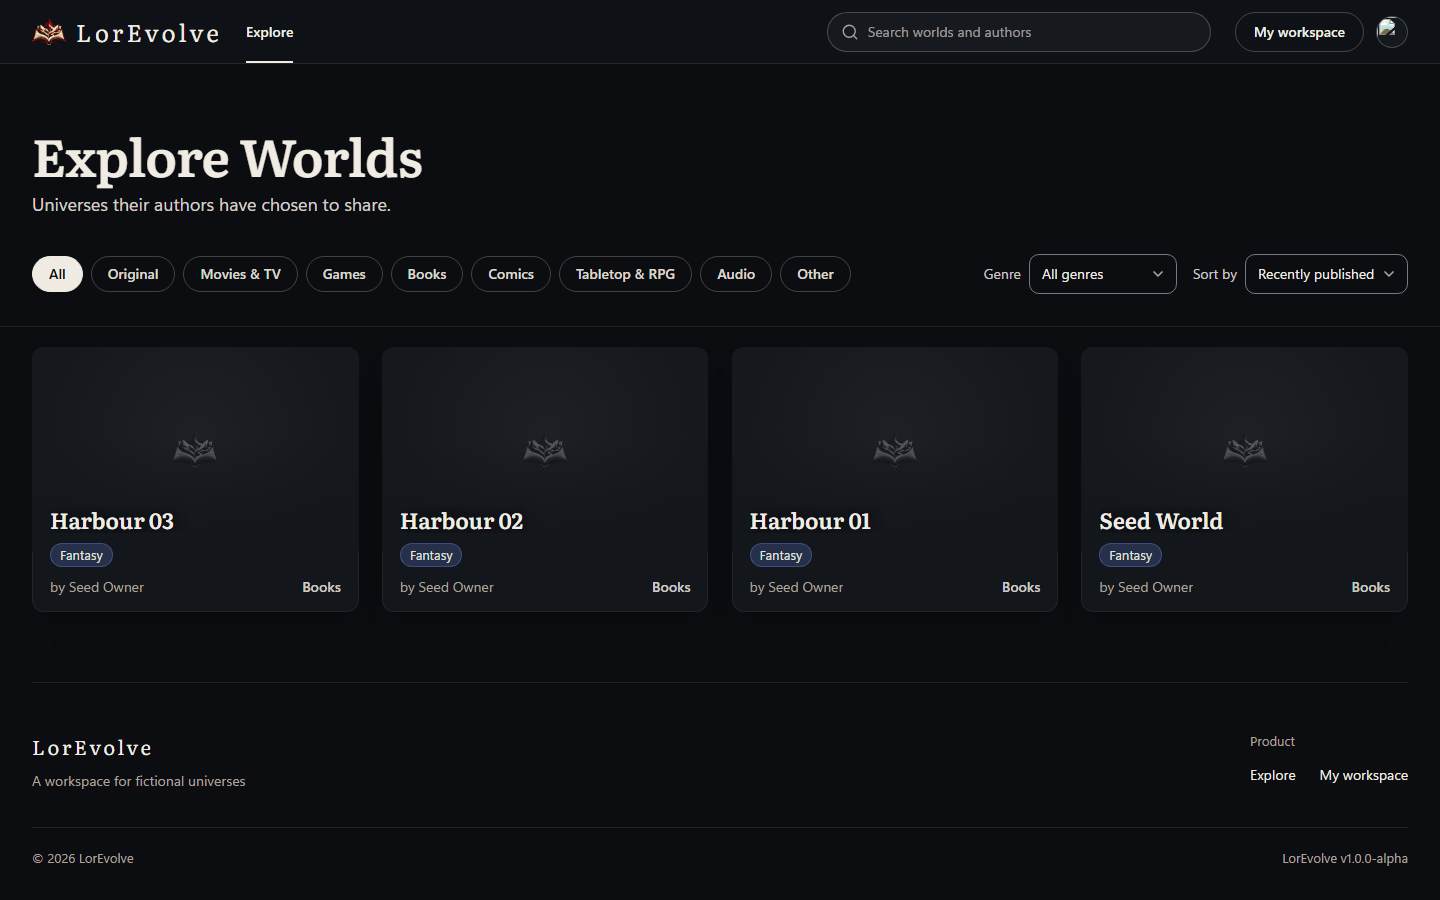 LorEvolve
Explore
Search worlds and authors
My workspace
Explore Worlds
Universes their authors have chosen to share.
All
Original
Movies & TV
Games
Books
Comics
Tabletop & RPG
Audio
Other
Genre
All genres
Sort by
Recently published
Harbour 03
Fantasy
by Seed Owner
Books
Harbour 02
Fantasy
by Seed Owner
Books
Harbour 01
Fantasy
by Seed Owner
Books
Seed World
Fantasy
by Seed Owner
Books
LorEvolve
A workspace for fictional universes
Product
Explore
My workspace
© 2026 LorEvolve
LorEvolve v1.0.0-alpha